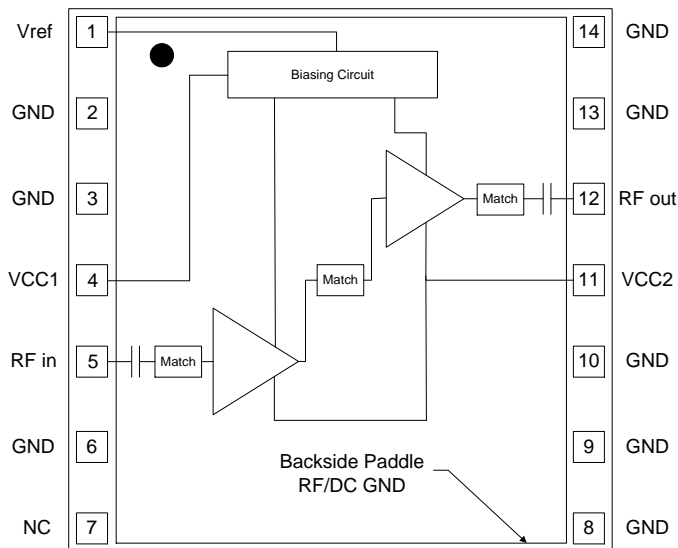 Vref 1 14 GND
Biasing Circuit
GND 2 13 GND
GND 3 Match 12 RF out
VCC1 4 Match 11 VCC2
RF in 5 Match 10 GND
GND 6 9 GND
Backside Paddle
RF/DC GND
NC 7 8 GND